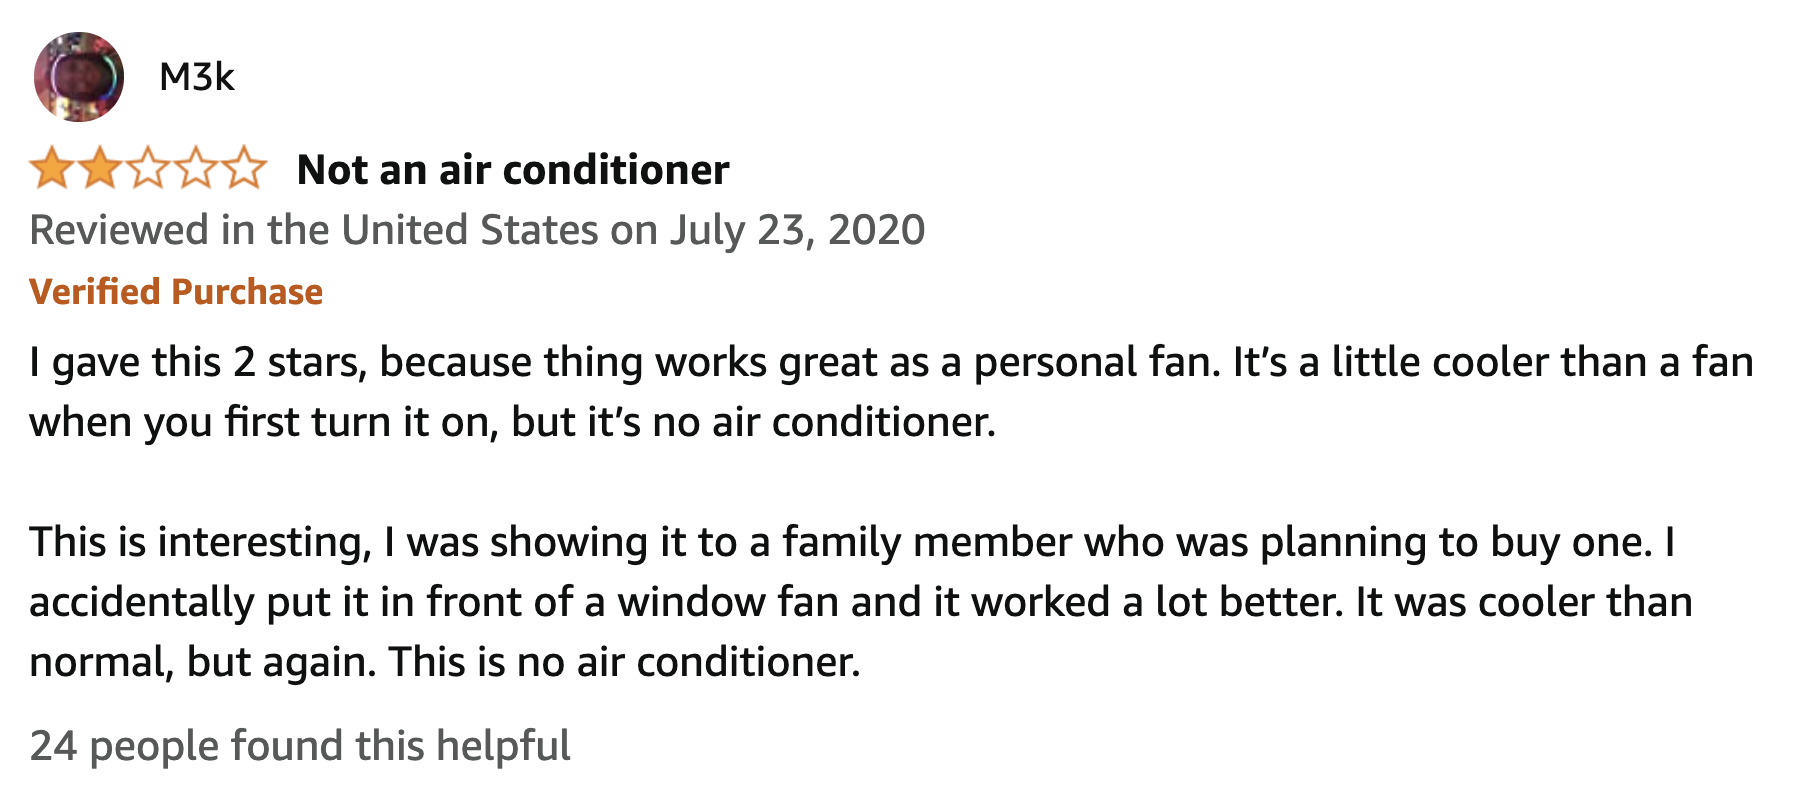 M3k
Not an air conditioner
Reviewed in the United States on July 23, 2020
Verified Purchase
I gave this 2 stars, because thing works great as a personal fan. It’s a little cooler than a fan
when you first turn it on, but it’s no air conditioner.
This is interesting, I was showing it to a family member who was planning to buy one. I
accidentally put it in front of a window fan and it worked a lot better. It was cooler than
normal, but again. This is no air conditioner.
24 people found this helpful